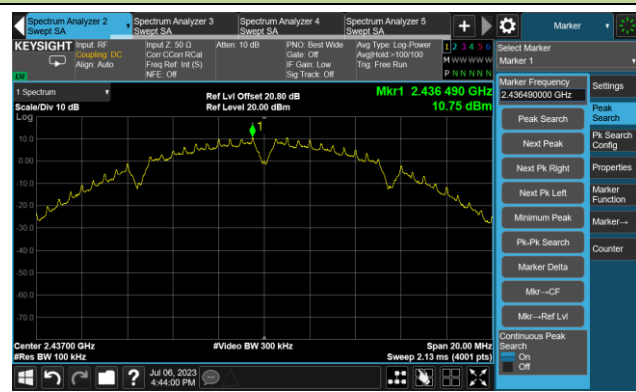 Spectrum Analyzer 2
Swept SA
Spectrum Analyzer 3
Swept SA
Spectrum Analyzer 4
Swept SA
Spectrum Analyzer 5
Swept SA
Marker
KEYSIGHT
Input: RF
Coupling: DC
Align: Auto
Input Z: 50 Ω
Corr CCorr RCal
Freq Ref: Int (S)
NFE: Off
Atten: 10 dB
PNO: Best Wide
Gate: Off
IF Gain: Low
Sig Track: Off
Avg Type: Log-Power
Avg|Hold:>100/100
Trig: Free Run
1 2 3 4 5 6
M W W W W W
P N N N N N
LW
Select Marker
Marker 1
1 Spectrum
Scale/Div 10 dB
Ref Lvl Offset 20.80 dB
Ref Level 20.00 dBm
Mkr1 2.436 490 GHz
10.75 dBm
Log
1
10.0
0.00
-10.0
-20.0
-30.0
-40.0
-50.0
-60.0
-70.0
Center 2.43700 GHz
#Res BW 100 kHz
#Video BW 300 kHz
Span 20.00 MHz
Sweep 2.13 ms (4001 pts)
Marker Frequency
2.436490000 GHz
Peak Search
Next Peak
Next Pk Right
Next Pk Left
Minimum Peak
Pk-Pk Search
Marker Delta
Mkr→CF
Mkr→Ref Lvl
Continuous Peak
Search
On
Off
Settings
Peak
Search
Pk Search
Config
Properties
Marker
Function
Marker→
Counter
Jul 06, 2023
4:44:00 PM